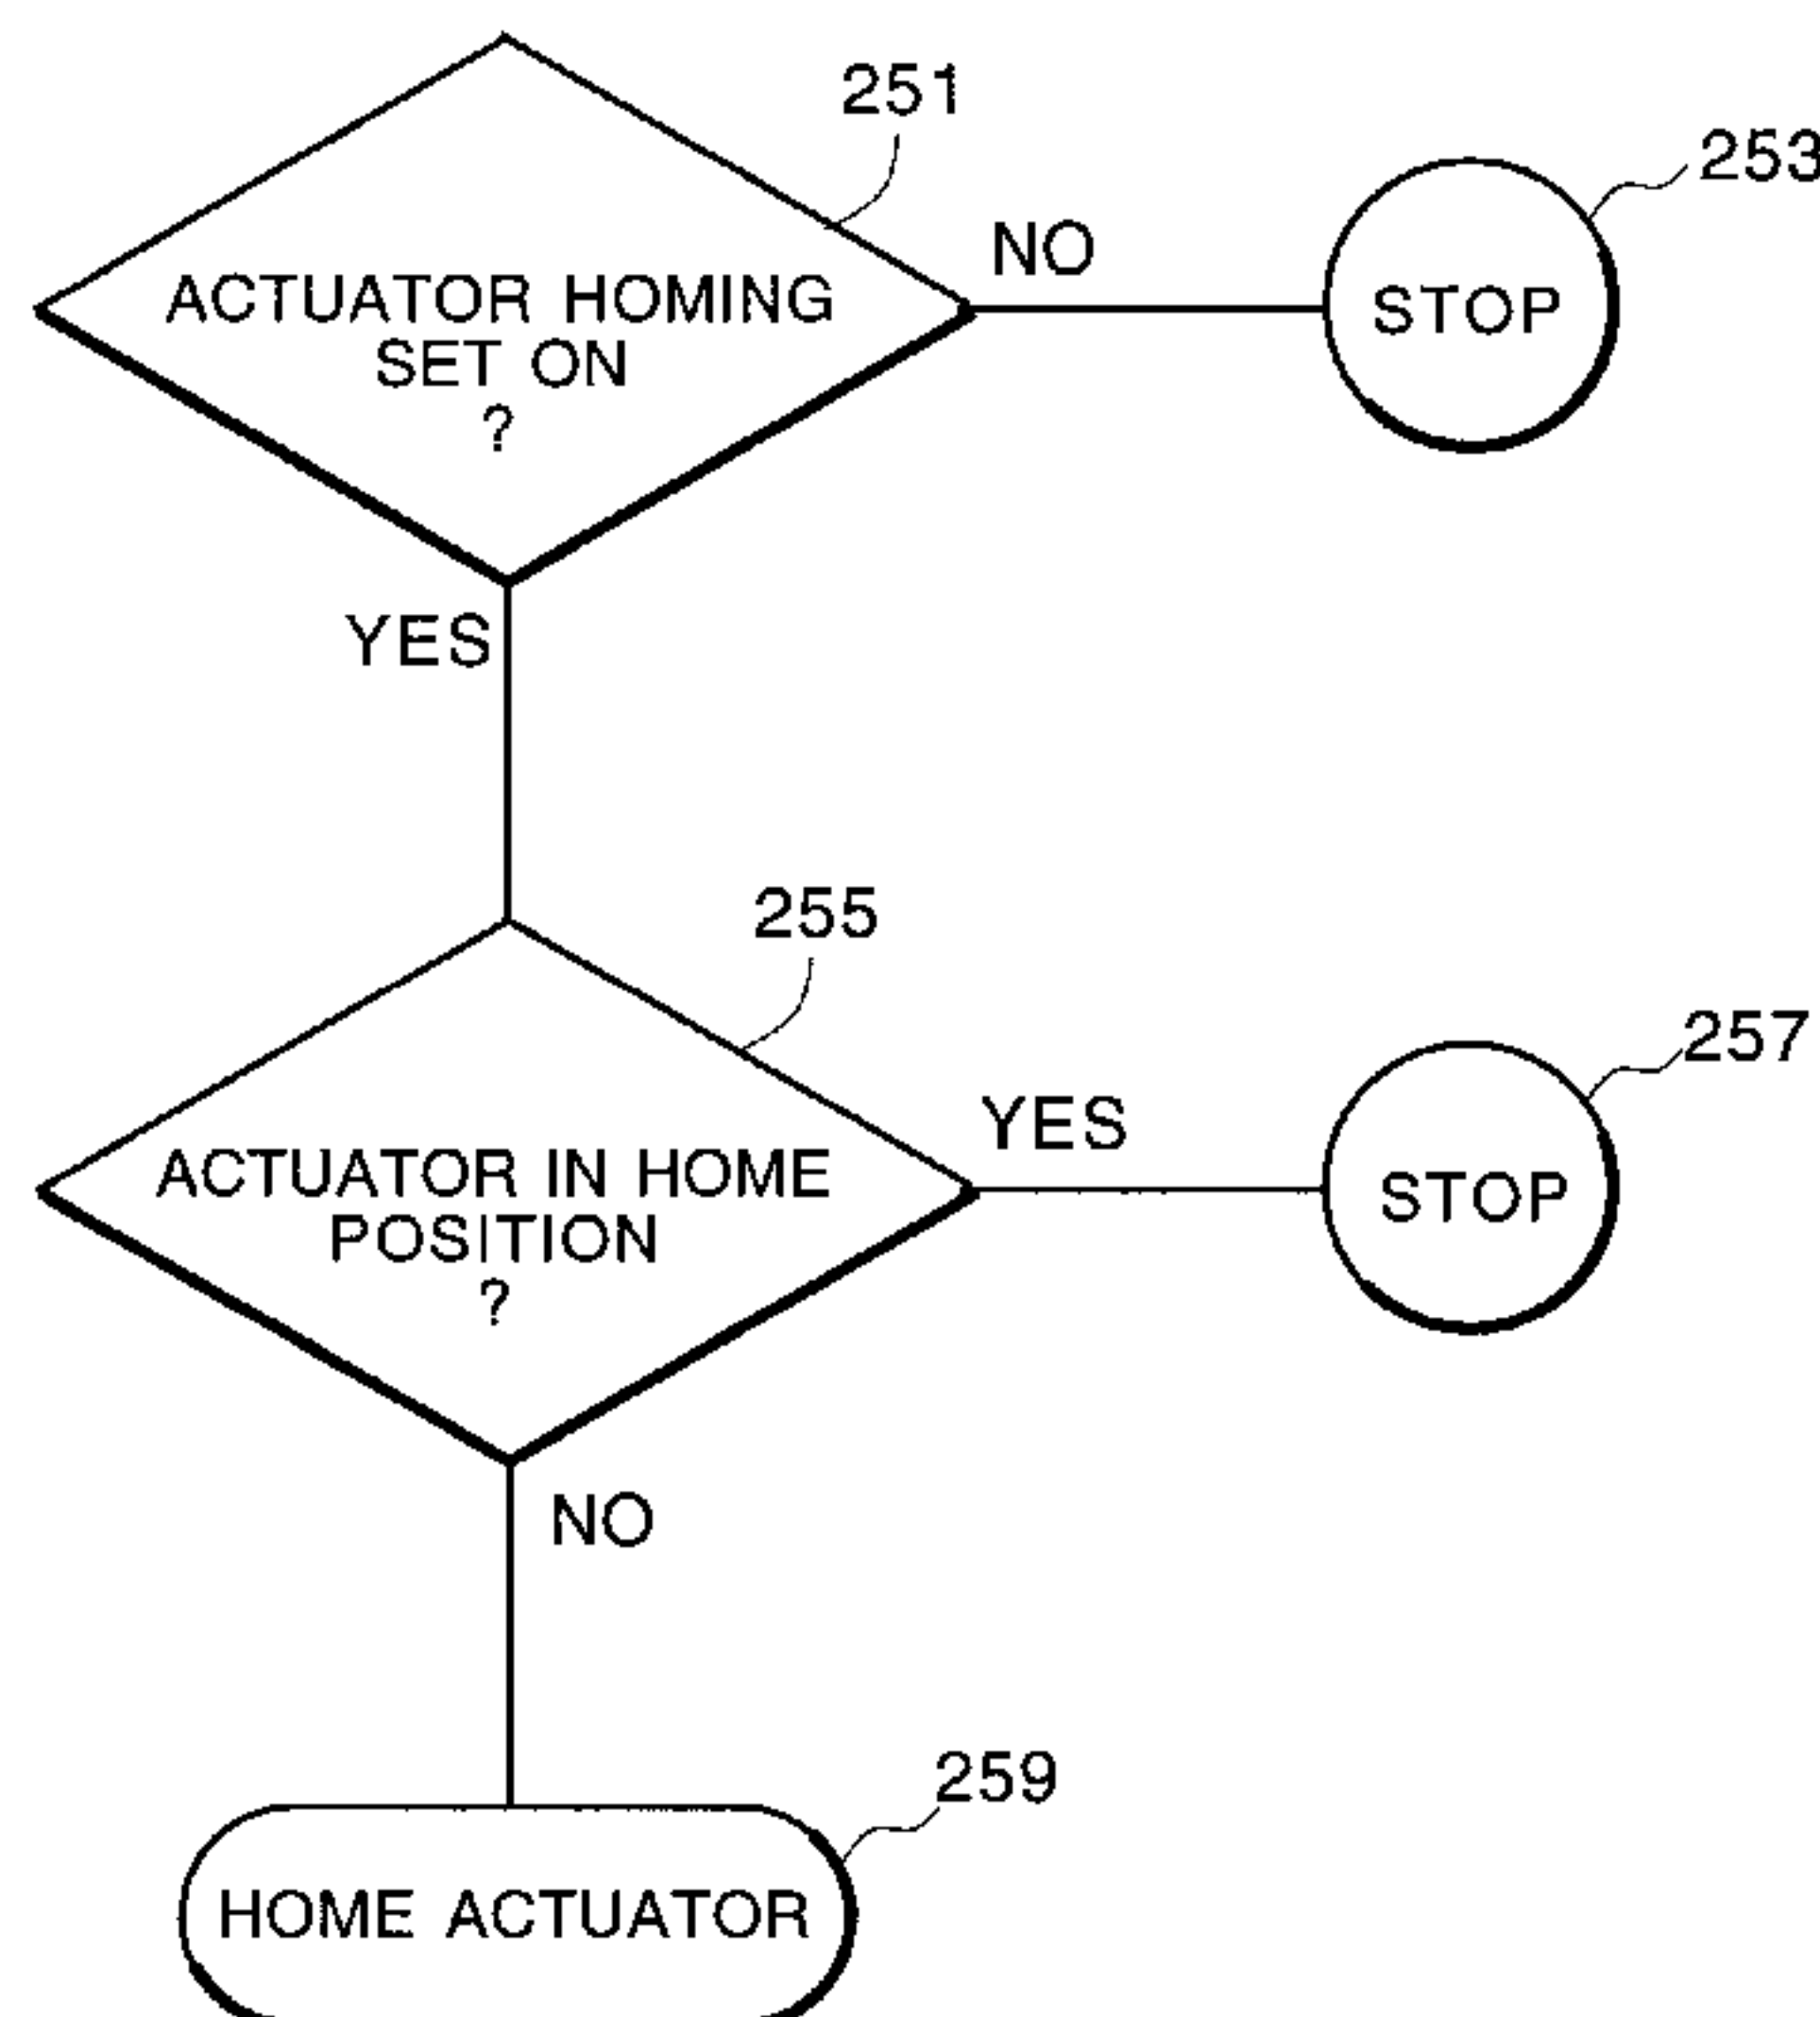 251
253
NO
ACTUATOR HOMING
SET ON
?
STOP
YES
255
257
YES
ACTUATOR IN HOME
POSITION
?
STOP
NO
259
HOME ACTUATOR